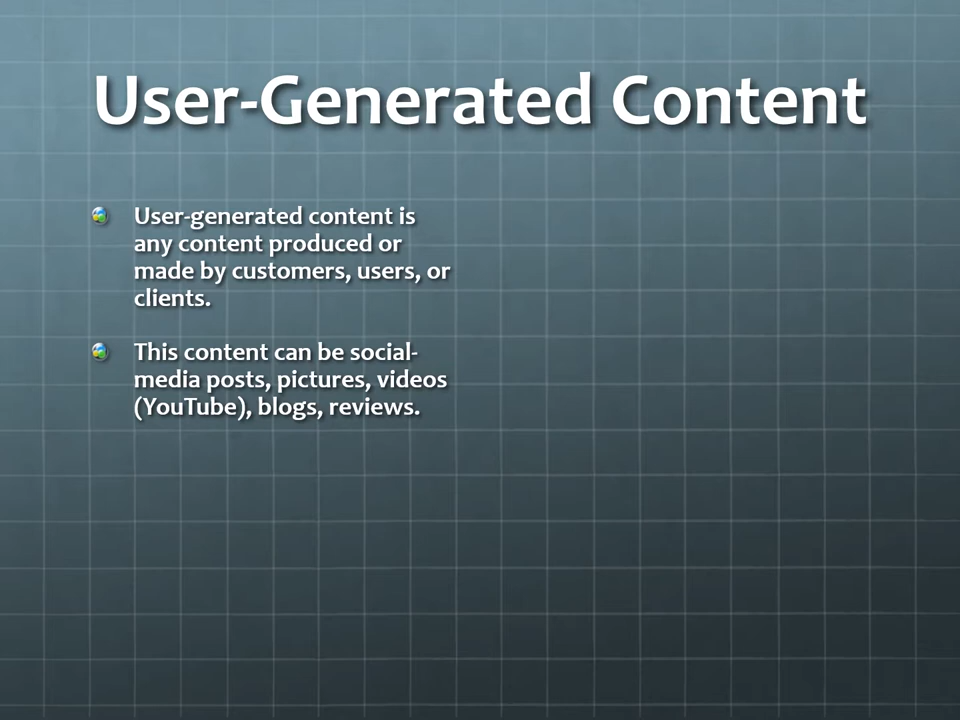 User-Generated Content
User-generated content is
any content produced or
made by customers, users, or
clients.
This content can be social-
media posts, pictures, videos
(YouTube), blogs, reviews.